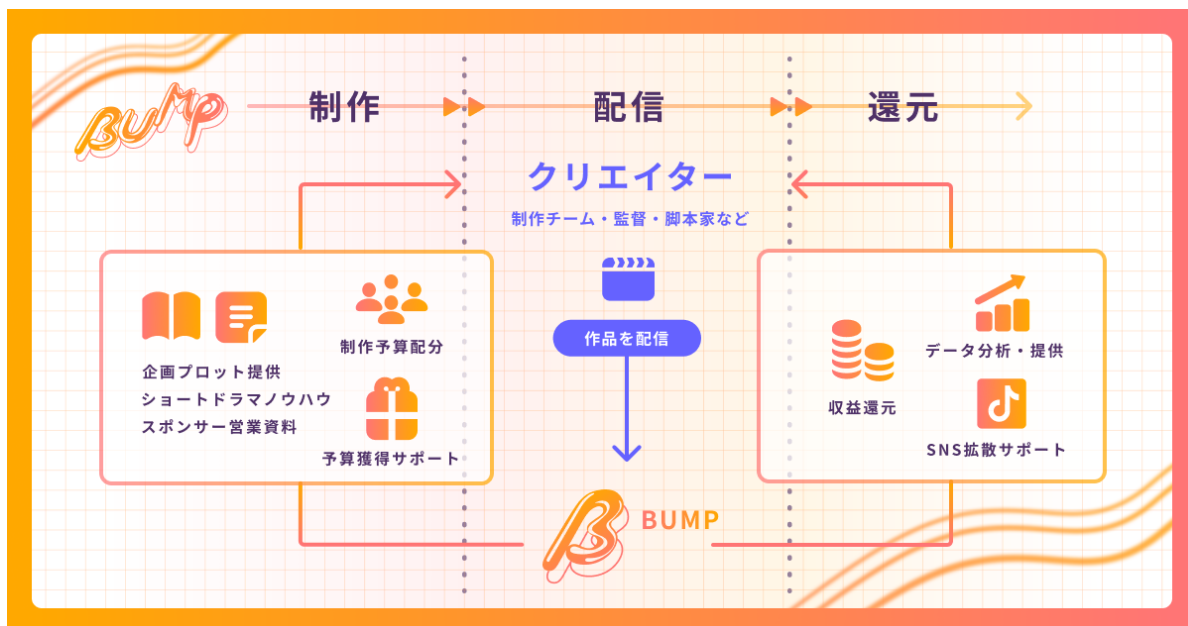 BUMP
制作
配信
還元
クリエイター
制作チーム・監督・脚本家など
作品を配信
企画プロット提供
ショートドラマノウハウ
スポンサー営業資料
制作予算配分
予算獲得サポート
収益還元
データ分析・提供
SNS拡散サポート
B
BUMP